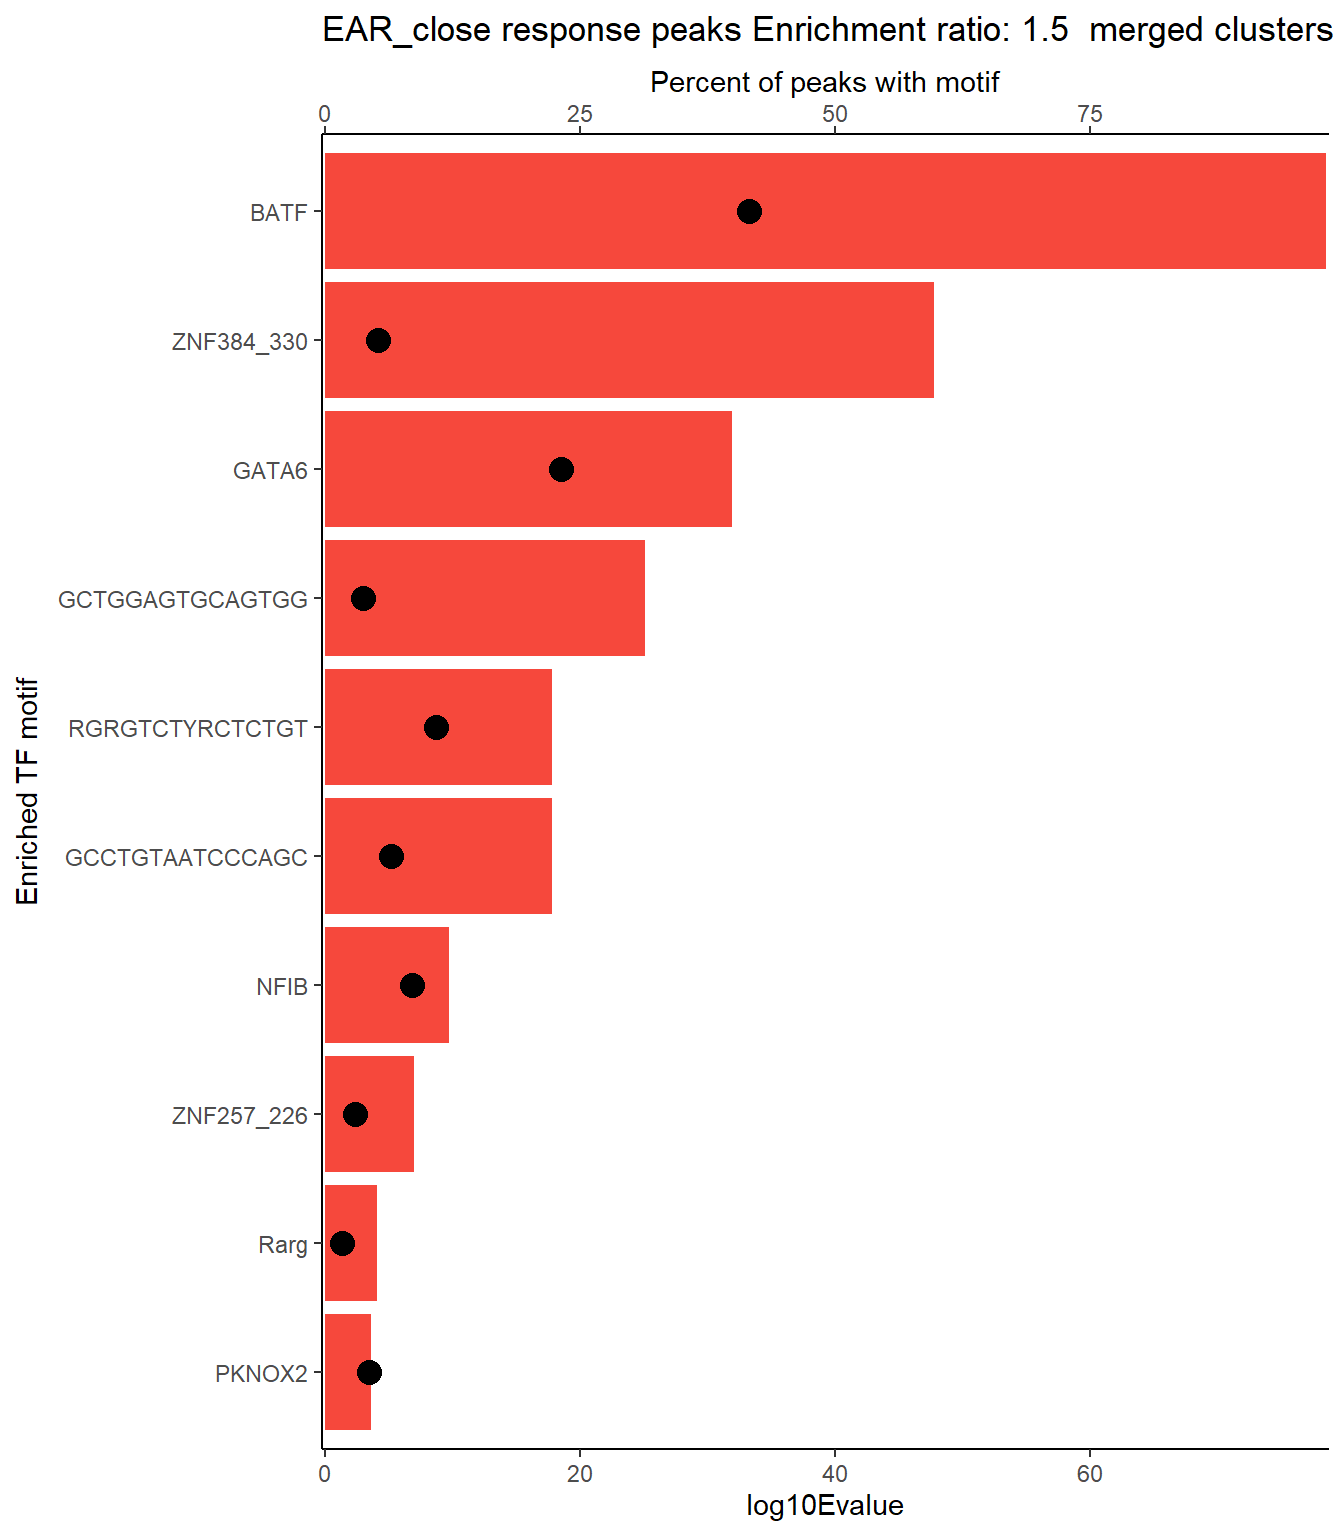 EAR_close response peaks Enrichment ratio: 1.5  merged clusters
Percent of peaks with motif
0 25 50 75
BATF
ZNF384_330
GATA6
GCTGGAGTGCAGTGG
RGRGTCTYRCTCTGT
GCCTGTAATCCCAGC
NFIB
ZNF257_226
Rarg
PKNOX2
Enriched TF motif
0 20 40 60
log10Evalue